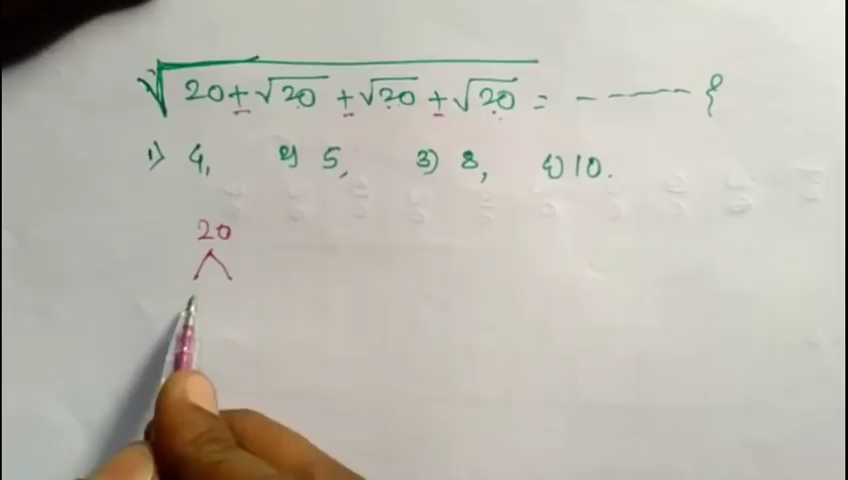 √20+√20+√20+√20 = - ------ {
1) 4, 2) 5, 3) 8, 4) 10.
20